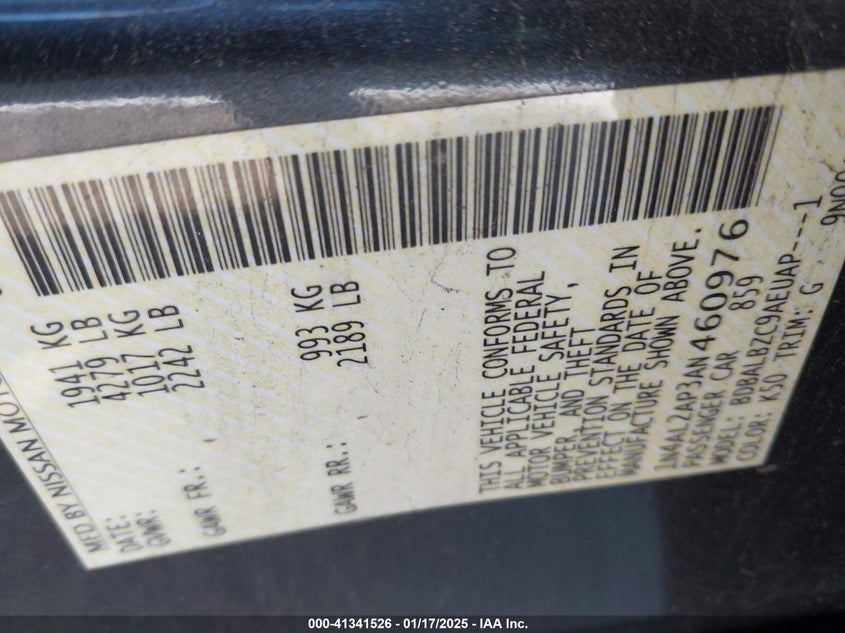 MFD BY NISSAN MOTO
DATE:
GVWR: 1941 KG
4279 LB
GAWR FR.: 1017 KG
2242 LB
GAWR RR.: 993 KG
2189 LB
THIS VEHICLE CONFORMS TO
ALL APPLICABLE FEDERAL
MOTOR VEHICLE SAFETY,
BUMPER, AND THEFT
PREVENTION STANDARDS IN
EFFECT ON THE DATE OF
MANUFACTURE SHOWN ABOVE.
1N4AL2AP3AN460976
PASSENGER CAR 859
MODEL: BDBALBZC9AEUAP---1
COLOR: K50 TRIM: G 9N00
000-41341526 - 01/17/2025 - IAA Inc.